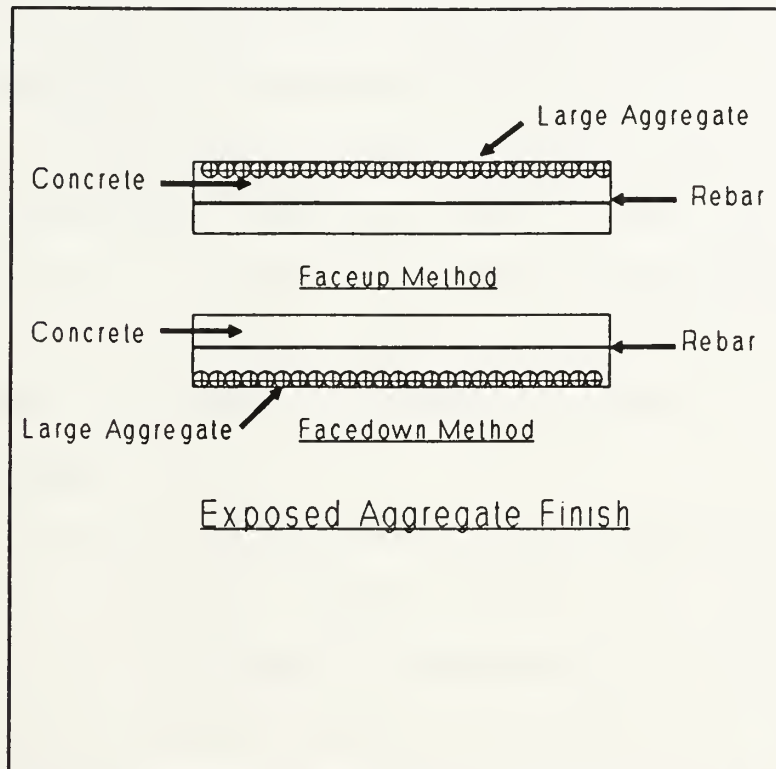 Large Aggregate
Concrete
Rebar
Faceup Method
Concrete
Rebar
Large Aggregate
Facedown Method
Exposed Aggregate Finish